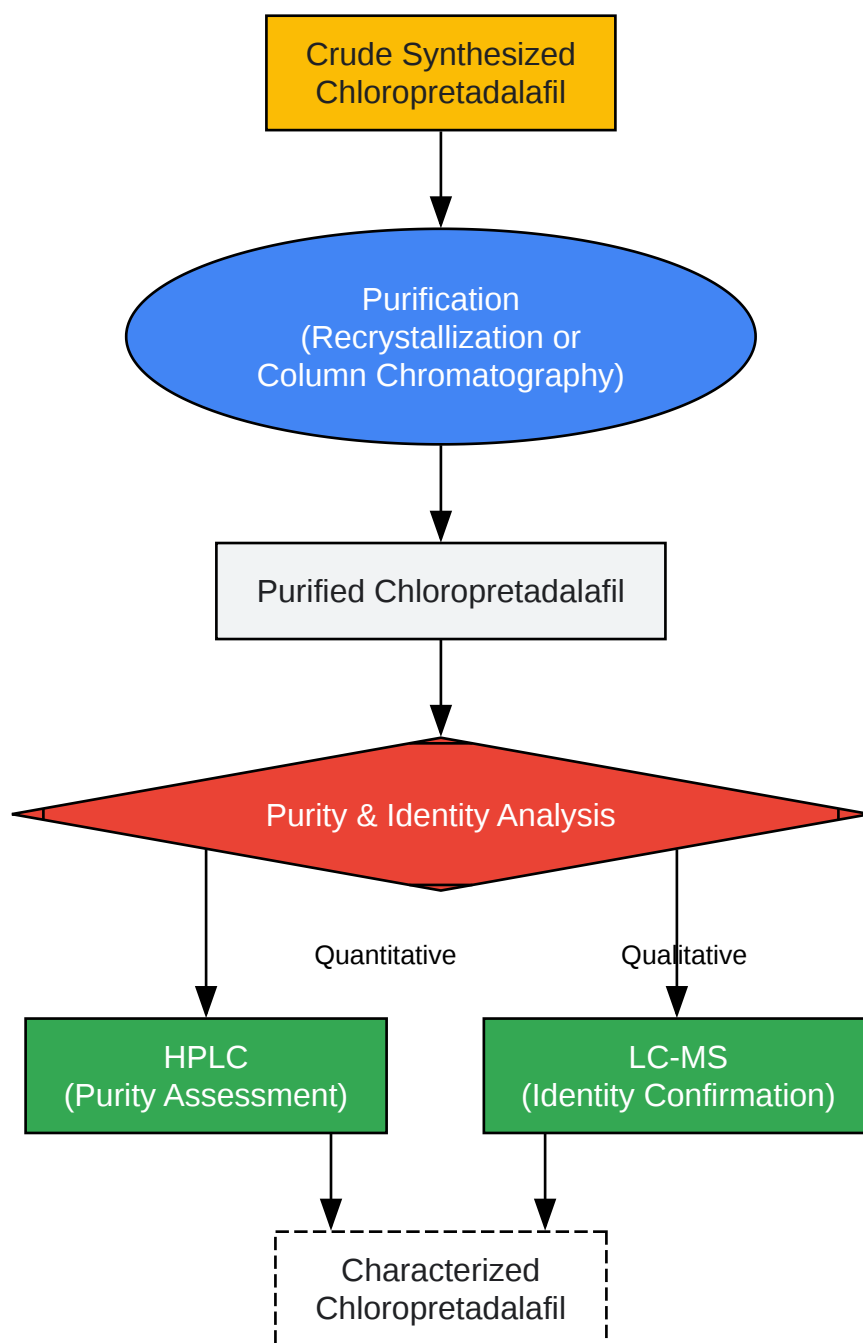 Crude Synthesized
Chloropretadalafil
Purification
(Recrystallization or
Column Chromatography)
Purified Chloropretadalafil
Purity & Identity Analysis
Quantitative
Qualitative
HPLC
(Purity Assessment)
LC-MS
(Identity Confirmation)
Characterized
Chloropretadalafil